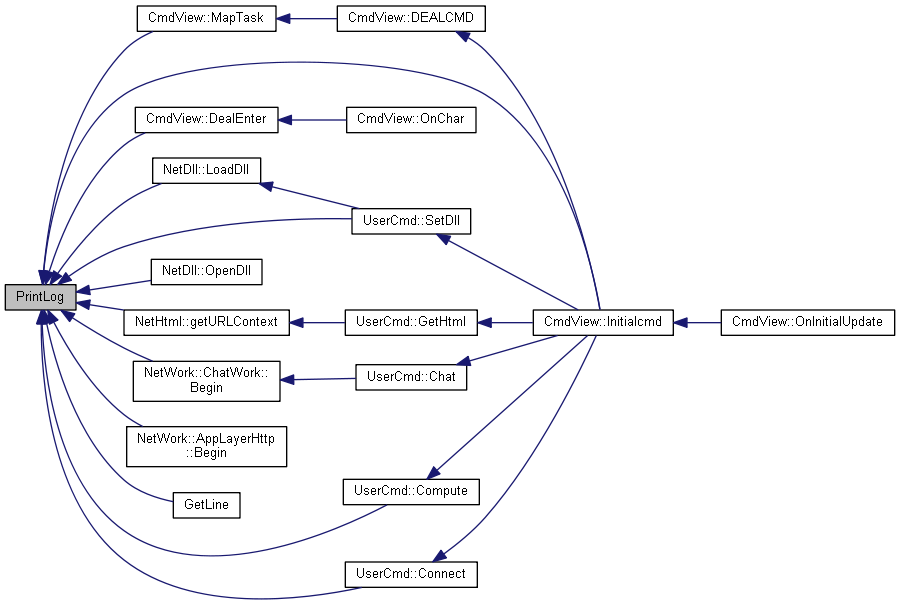 CmdView::MapTask
CmdView::DEALCMD
CmdView::DealEnter
CmdView::OnChar
NetDll::LoadDll
UserCmd::SetDll
NetDll::OpenDll
PrintLog
NetHtml::getURLContext
UserCmd::GetHtml
CmdView::Initialcmd
CmdView::OnInitialUpdate
NetWork::ChatWork::
Begin
UserCmd::Chat
NetWork::AppLayerHttp
::Begin
UserCmd::Compute
GetLine
UserCmd::Connect